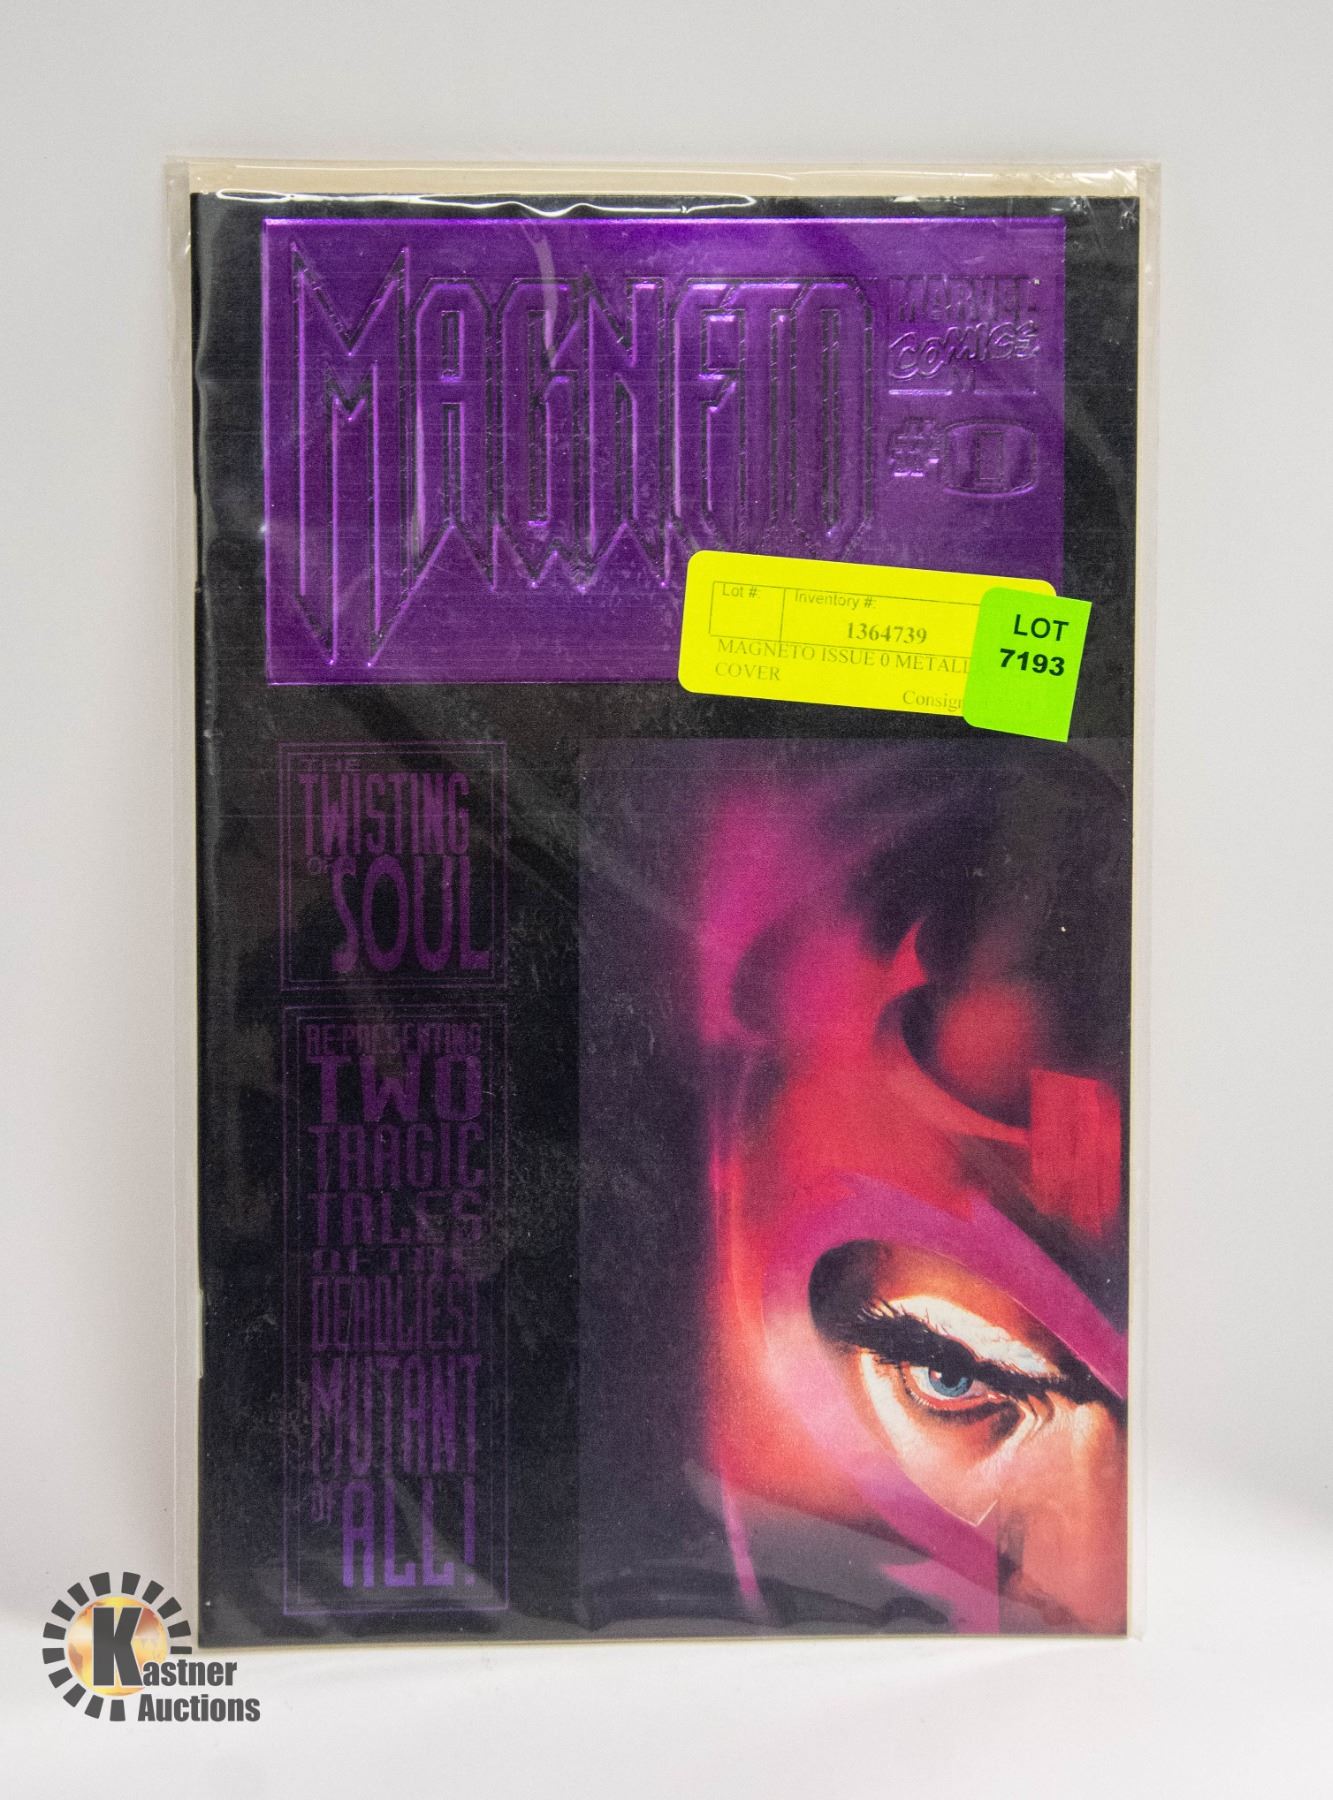 MAGNETO
MARVEL
COMICS
#0
Lot #:
Inventory #:
1364739
MAGNETO ISSUE 0 METALL
COVER
Consign
LOT
7193
THE
TWISTING
OF
SOUL
RE-PRESENTING
TWO
TRAGIC
TALES
OF THE
DEADLIEST
MUTANT
OF
ALL!
Kastner
Auctions